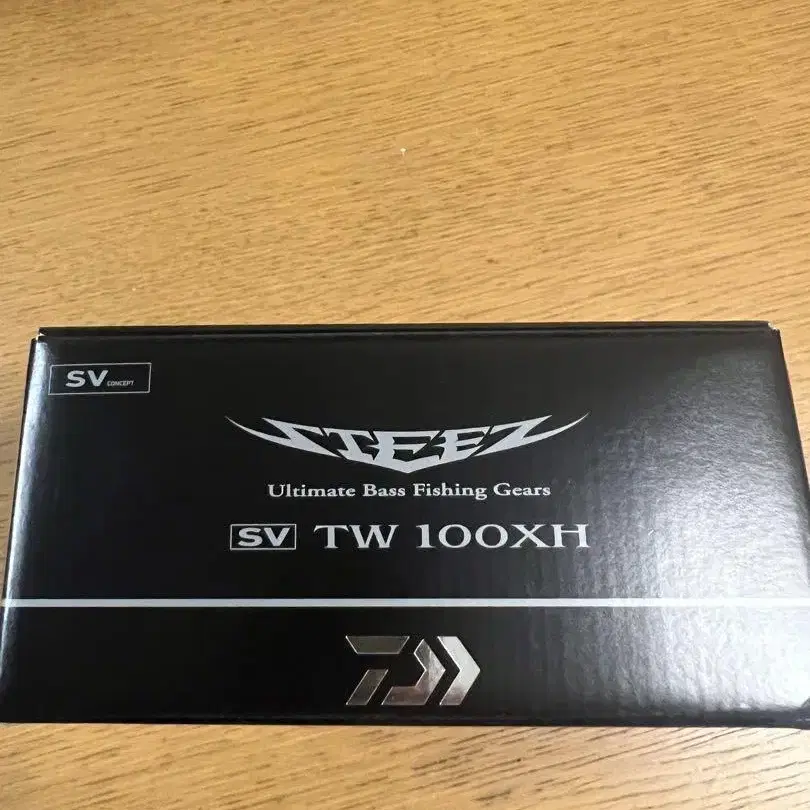 SV CONCEPT
STEEZ
Ultimate Bass Fishing Gears
SV TW 100XH